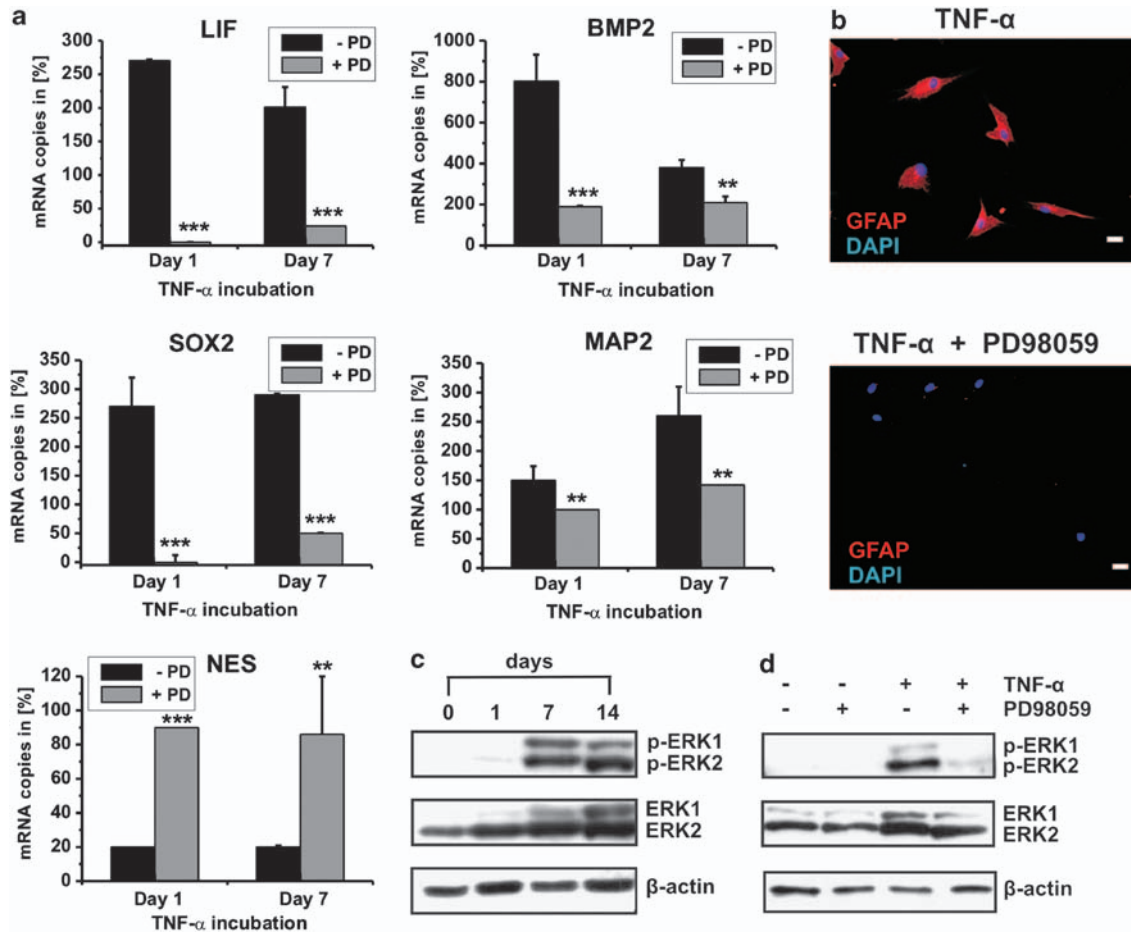 a
LIF
300
250
200
150
100
50
0
mRNA copies in [%]
- PD
+ PD
***
***
Day 1 Day 7
TNF-α incubation
BMP2
1000
800
600
400
200
0
mRNA copies in [%]
- PD
+ PD
***
**
Day 1 Day 7
TNF-α incubation
b
TNF-α
GFAP
DAPI
SOX2
350
300
250
200
150
100
50
0
mRNA copies in [%]
- PD
+ PD
***
***
Day 1 Day 7
TNF-α incubation
MAP2
350
300
250
200
150
100
50
0
mRNA copies in [%]
- PD
+ PD
**
**
Day 1 Day 7
TNF-α incubation
TNF-α + PD98059
GFAP
DAPI
NES
120
100
80
60
40
20
0
mRNA copies in [%]
- PD
+ PD
***
**
Day 1 Day 7
TNF-α incubation
c
days
0 1 7 14
p-ERK1
p-ERK2
ERK1
ERK2
β-actin
d
- - + + TNF-α
- + - + PD98059
p-ERK1
p-ERK2
ERK1
ERK2
β-actin